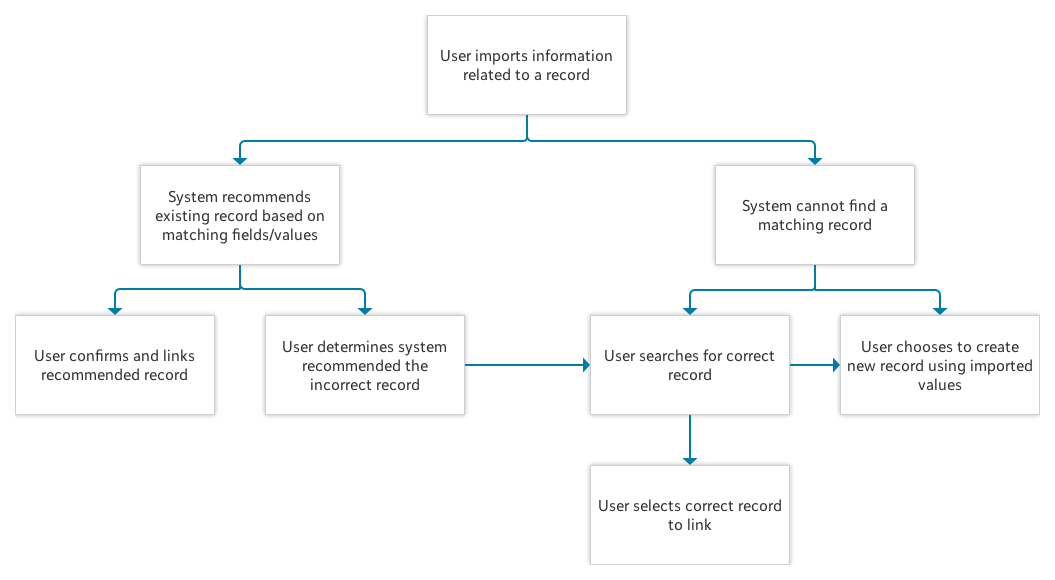 User imports information
related to a record
System recommends
existing record based on
matching fields/values
System cannot find a
matching record
User confirms and links
recommended record
User determines system
recommended the
incorrect record
User searches for correct
record
User chooses to create
new record using imported
values
User selects correct record
to link